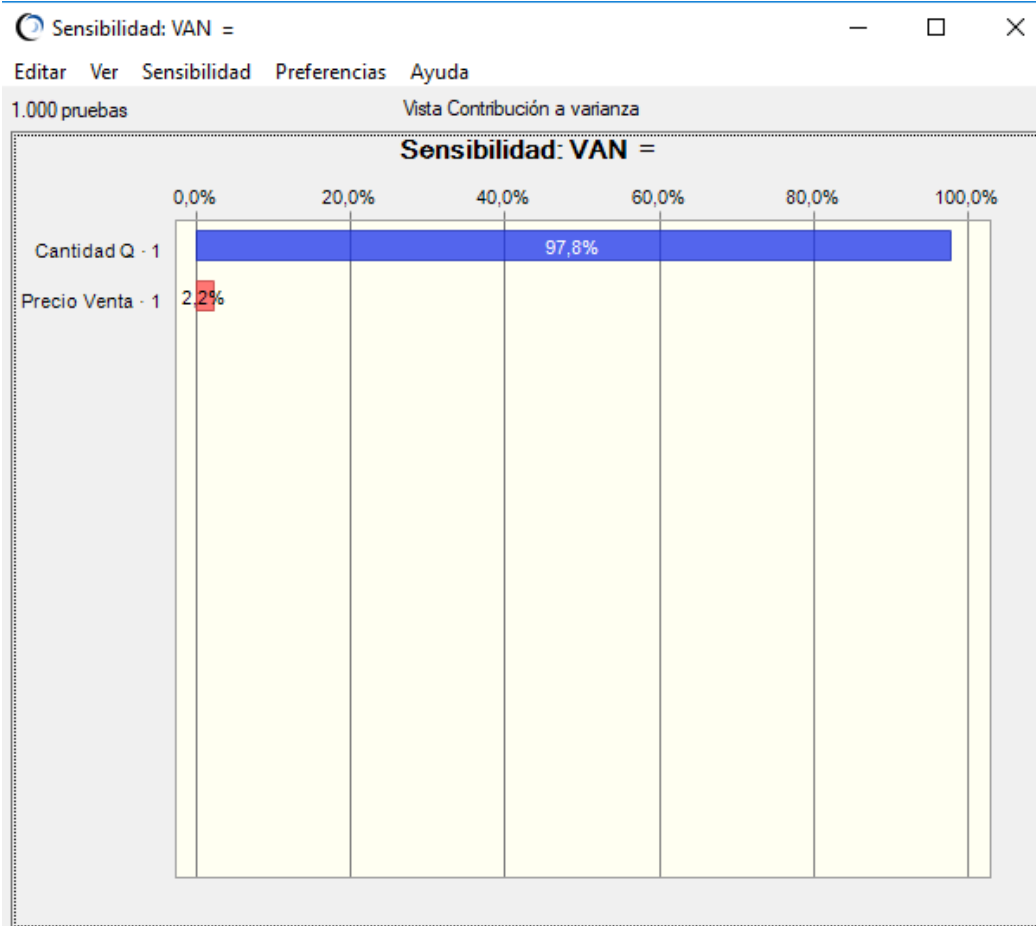 Sensibilidad: VAN =
Editar Ver Sensibilidad Preferencias Ayuda
1.000 pruebas Vista Contribución a varianza
Sensibilidad: VAN =
0,0% 20,0% 40,0% 60,0% 80,0% 100,0%
Cantidad Q - 1 97,8%
Precio Venta - 1 2,2%